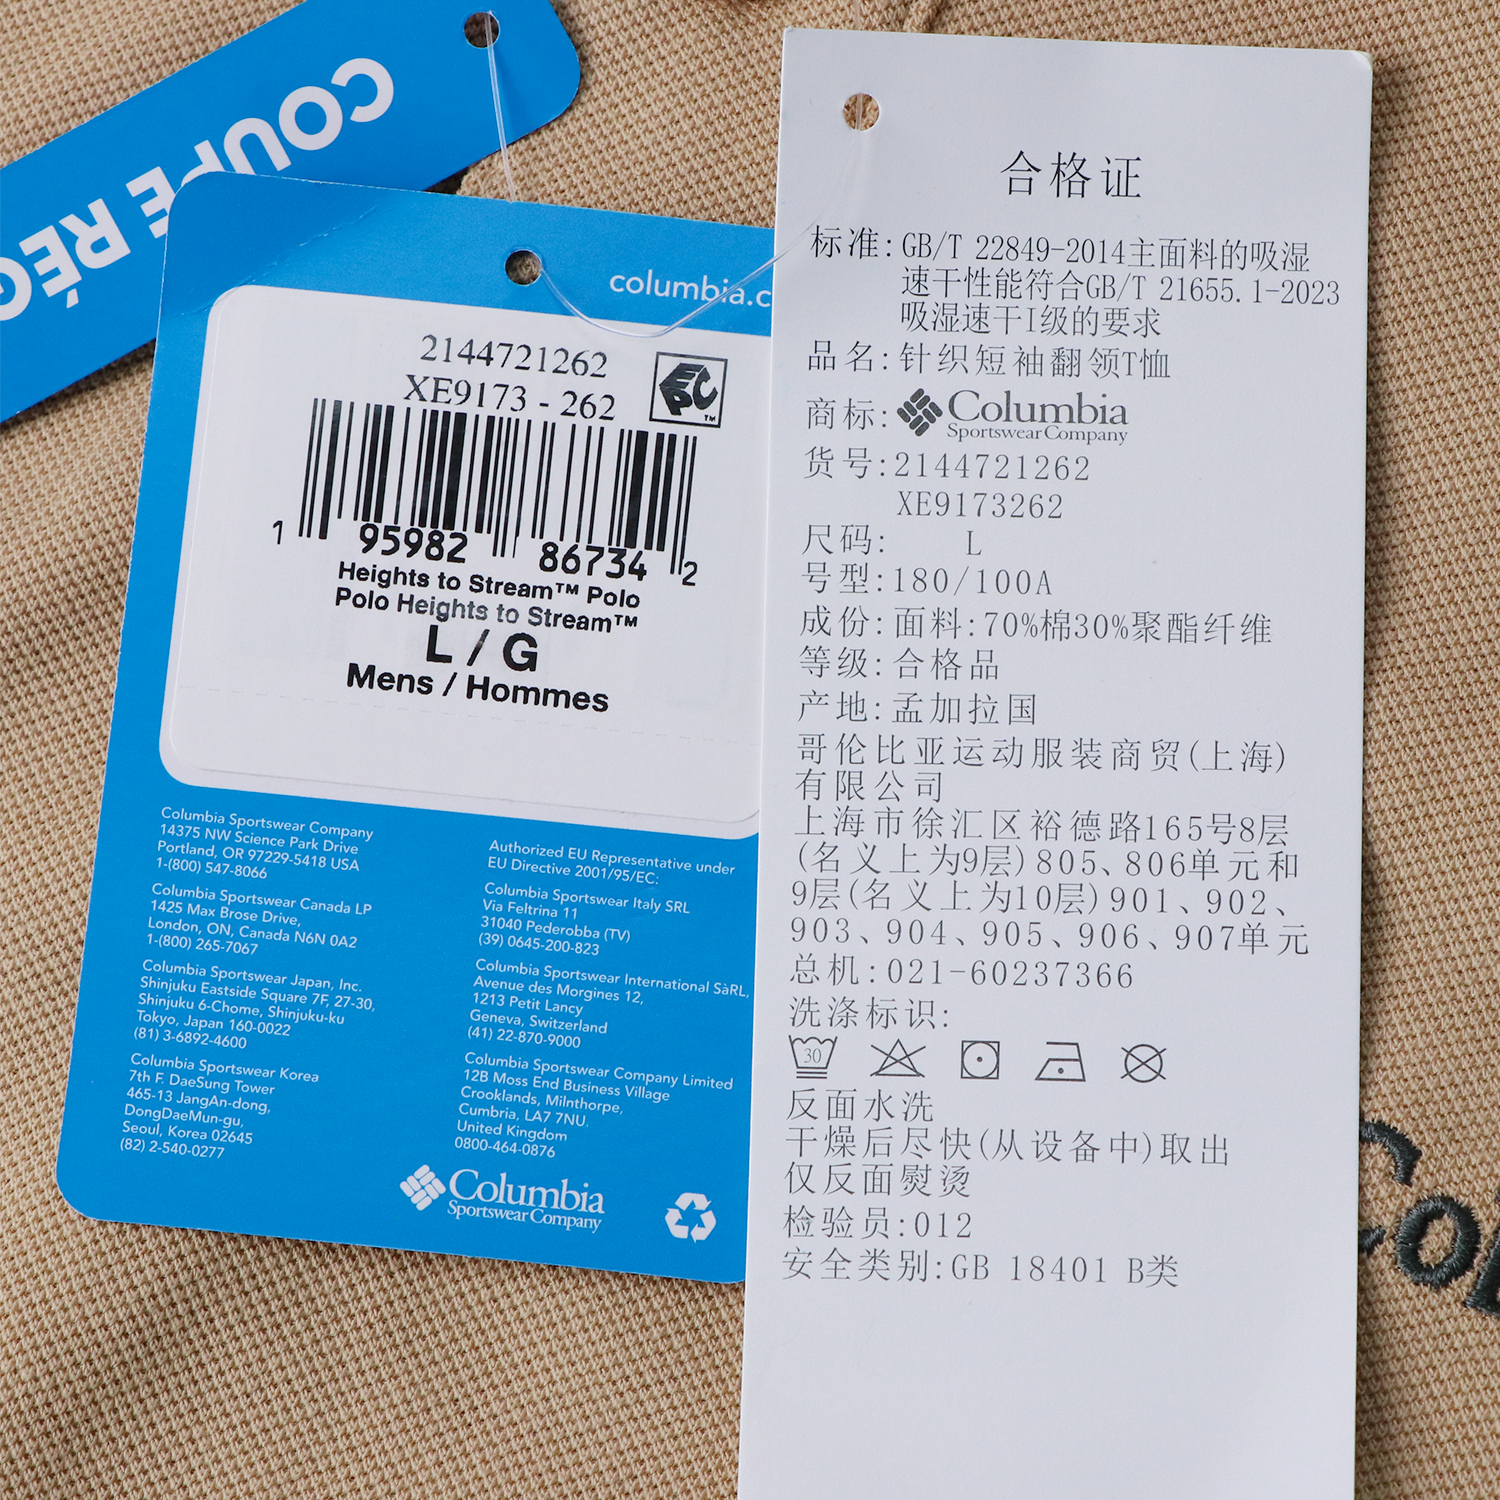 COUPE RÉG
columbia.c
2144721262
XE9173 - 262
EPC
TM
1 95982 86734 2
Heights to Stream™ Polo
Polo Heights to Stream™
L / G
Mens / Hommes
Columbia Sportswear Company
14375 NW Science Park Drive
Portland, OR 97229-5418 USA
1-(800) 547-8066
Columbia Sportswear Canada LP
1425 Max Brose Drive,
London, ON, Canada N6N 0A2
1-(800) 265-7067
Columbia Sportswear Japan, Inc.
Shinjuku Eastside Square 7F, 27-30,
Shinjuku 6-Chome, Shinjuku-ku
Tokyo, Japan 160-0022
(81) 3-6892-4600
Columbia Sportswear Korea
7th F. DaeSung Tower
465-13 JangAn-dong,
DongDaeMun-gu,
Seoul, Korea 02645
(82) 2-540-0277
Authorized EU Representative under
EU Directive 2001/95/EC:
Columbia Sportswear Italy SRL
Via Feltrina 11
31040 Pederobba (TV)
(39) 0645-200-823
Columbia Sportswear International SàRL,
Avenue des Morgines 12,
1213 Petit Lancy
Geneva, Switzerland
(41) 22-870-9000
Columbia Sportswear Company Limited
12B Moss End Business Village
Crooklands, Milnthorpe,
Cumbria, LA7 7NU.
United Kingdom
0800-464-0876
Columbia
Sportswear Company
合格证
标准:GB/T 22849-2014主面料的吸湿
速干性能符合GB/T 21655.1-2023
吸湿速干I级的要求
品名:针织短袖翻领T恤
商标:Columbia
Sportswear Company
货号:2144721262
XE9173262
尺码: L
号型:180/100A
成份:面料:70%棉30%聚酯纤维
等级:合格品
产地:孟加拉国
哥伦比亚运动服装商贸(上海)
有限公司
上海市徐汇区裕德路165号8层
(名义上为9层)805、806单元和
9层(名义上为10层)901、902、
903、904、905、906、907单元
总机:021-60237366
洗涤标识:
30
反面水洗
干燥后尽快(从设备中)取出
仅反面熨烫
检验员:012
安全类别:GB 18401 B类
Col